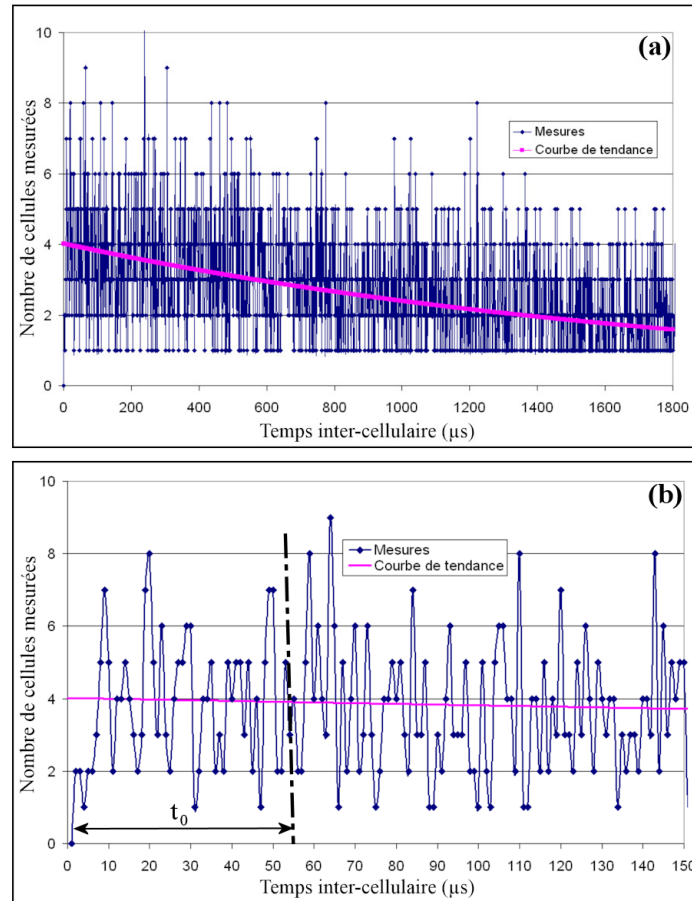 (a)
10
8
6
4
2
0
Nombre de cellules mesurées
Mesures
Courbe de tendance
0 200 400 600 800 1000 1200 1400 1600 1800
Temps inter-cellulaire (µs)
(b)
10
8
6
4
2
0
Nombre de cellules mesurées
Mesures
Courbe de tendance
t0
0 10 20 30 40 50 60 70 80 90 100 110 120 130 140 150
Temps inter-cellulaire (µs)